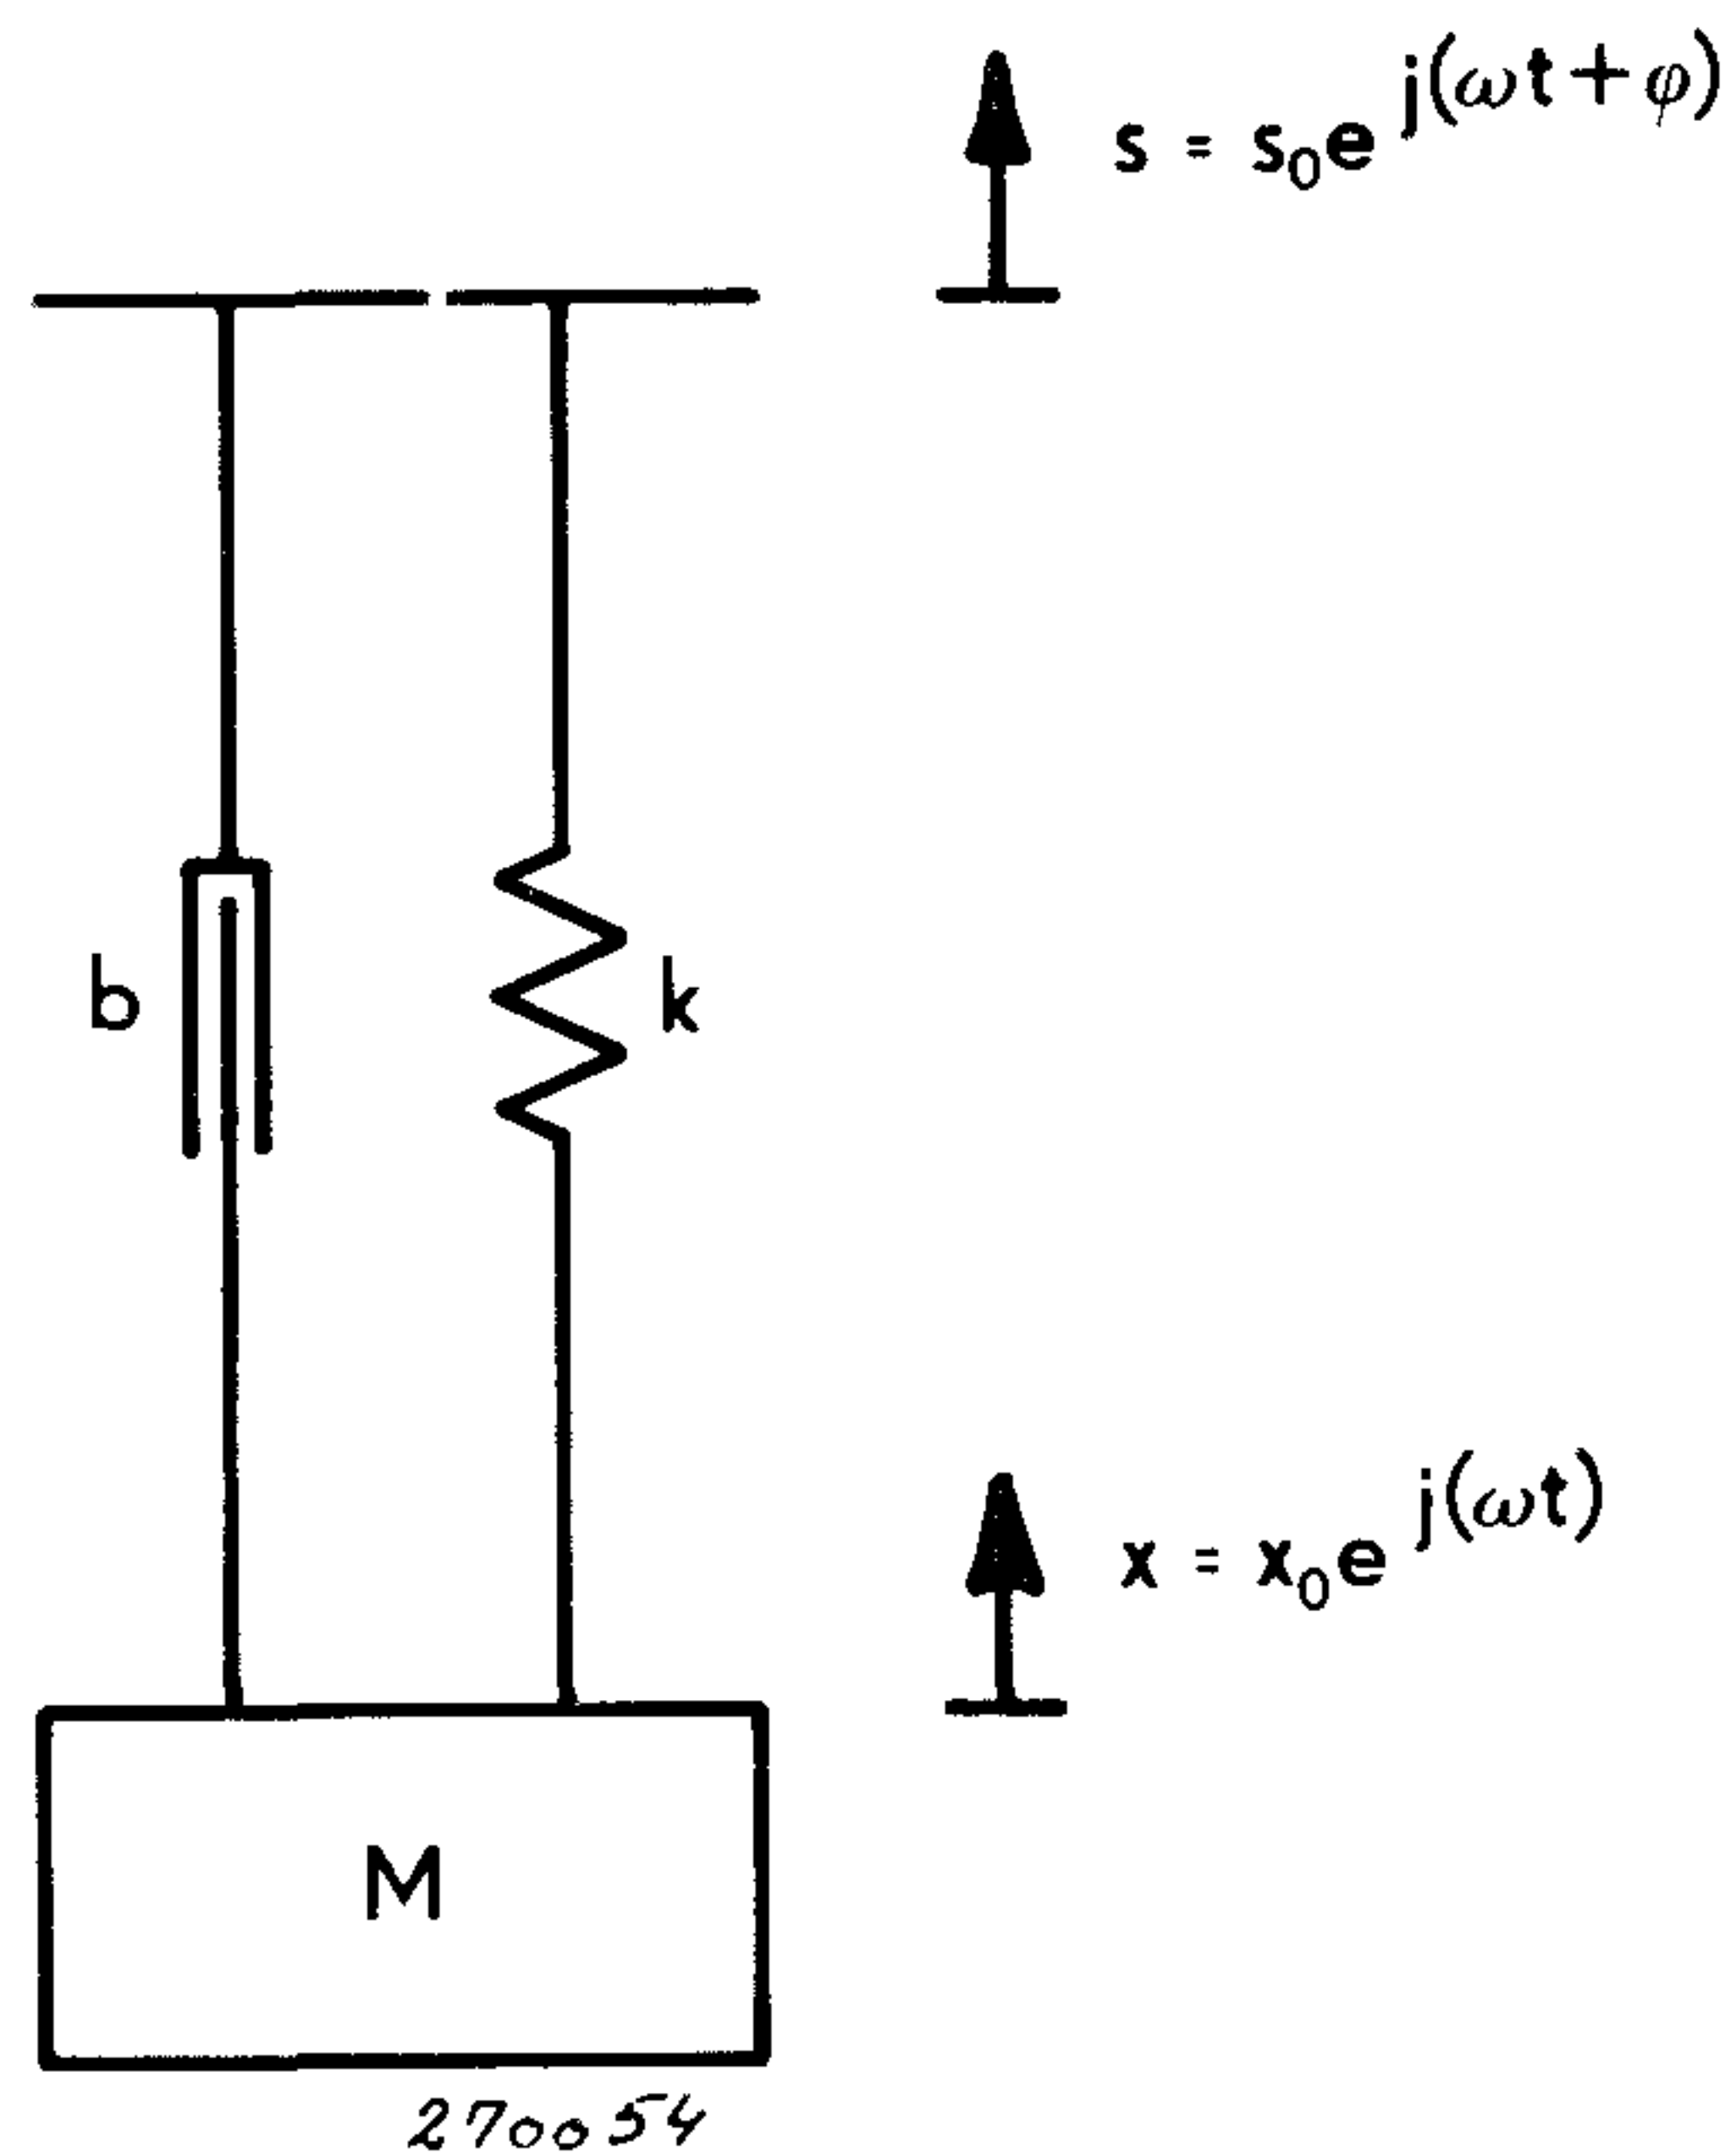 s = s₀e^j(ωt + φ)
b
k
x = x₀e^j(ωt)
M
270054